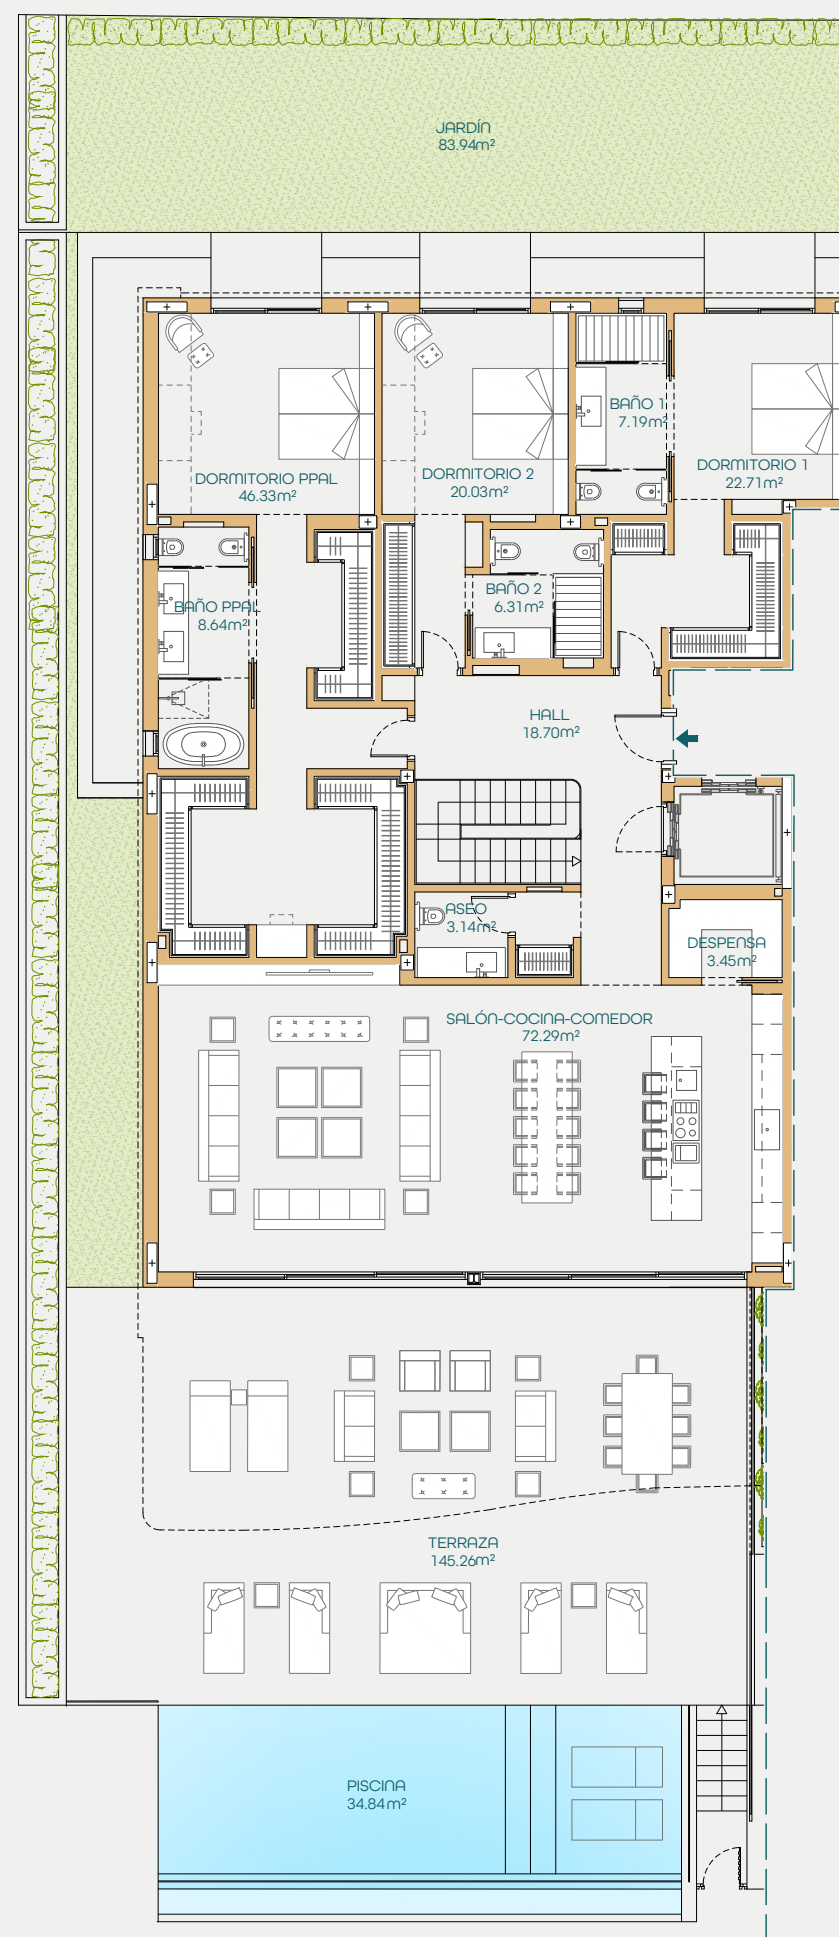 JARDÍN
83.94m²
DORMITORIO PPAL
46.33m²
DORMITORIO 2
20.03m²
BAÑO 1
7.19m²
DORMITORIO 1
22.71m²
BAÑO PPAL
8.64m²
BAÑO 2
6.31m²
HALL
18.70m²
ASEO
3.14m²
DESPENSA
3.45m²
SALÓN-COCINA-COMEDOR
72.29m²
TERRAZA
145.26m²
PISCINA
34.84m²